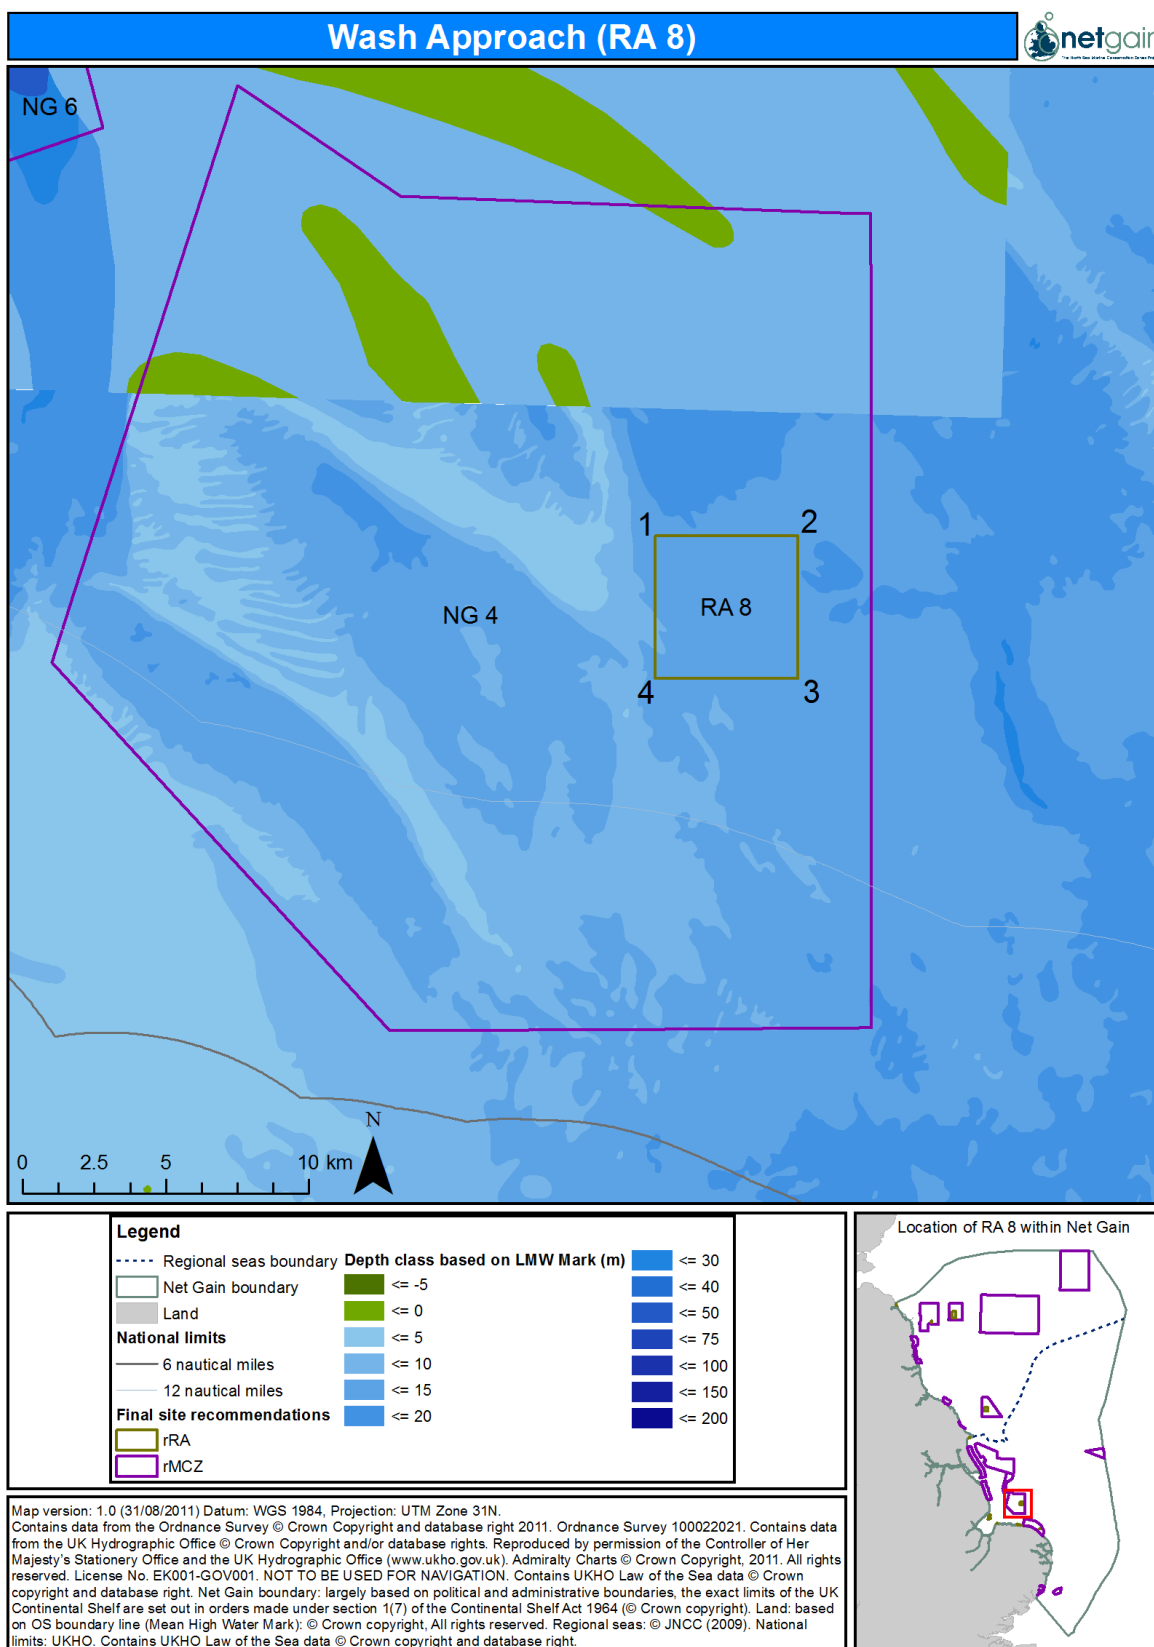 Wash Approach (RA 8)
netgain
The North Sea Marine Conservation Zones Project
NG 6
1
2
RA 8
NG 4
4
3
N
0 2.5 5 10 km
Legend
Regional seas boundary
Net Gain boundary
Land
National limits
6 nautical miles
12 nautical miles
Final site recommendations
rRA
rMCZ
Depth class based on LMW Mark (m)
<= -5
<= 0
<= 5
<= 10
<= 15
<= 20
<= 30
<= 40
<= 50
<= 75
<= 100
<= 150
<= 200
Location of RA 8 within Net Gain
Map version: 1.0 (31/08/2011) Datum: WGS 1984, Projection: UTM Zone 31N.
Contains data from the Ordnance Survey © Crown Copyright and database right 2011. Ordnance Survey 100022021. Contains data
from the UK Hydrographic Office © Crown Copyright and/or database rights. Reproduced by permission of the Controller of Her
Majesty's Stationery Office and the UK Hydrographic Office (www.ukho.gov.uk). Admiralty Charts © Crown Copyright, 2011. All rights
reserved. License No. EK001-GOV001. NOT TO BE USED FOR NAVIGATION. Contains UKHO Law of the Sea data © Crown
copyright and database right. Net Gain boundary: largely based on political and administrative boundaries, the exact limits of the UK
Continental Shelf are set out in orders made under section 1(7) of the Continental Shelf Act 1964 (© Crown copyright). Land: based
on OS boundary line (Mean High Water Mark): © Crown copyright, All rights reserved. Regional seas: © JNCC (2009). National
limits: UKHO. Contains UKHO Law of the Sea data © Crown copyright and database right.